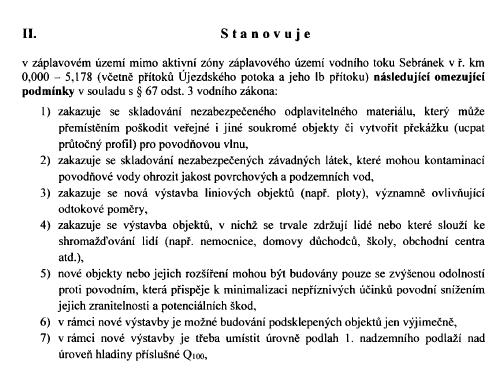 II. Stanovuje
v záplavovém území mimo aktivní zóny záplavového území vodního toku Sebránek v ř. km
0,000 – 5,178 (včetně přítoků Újezdského potoka a jeho lb přítoku) následující omezující
podmínky v souladu s § 67 odst. 3 vodního zákona:
1) zakazuje se skladování nezabezpečeného odplavitelného materiálu, který může
přemístěním poškodit veřejné i jiné soukromé objekty či vytvořit překážku (ucpat
průtočný profil) pro povodňovou vlnu,
2) zakazuje se skladování nezabezpečených závadných látek, které mohou kontaminací
povodňové vody ohrozit jakost povrchových a podzemních vod,
3) zakazuje se nová výstavba liniových objektů (např. ploty), významně ovlivňující
odtokové poměry,
4) zakazuje se výstavba objektů, v nichž se trvale zdržují lidé nebo které slouží ke
shromažďování lidí (např. nemocnice, domovy důchodců, školy, obchodní centra
atd.),
5) nové objekty nebo jejich rozšíření mohou být budovány pouze se zvýšenou odolností
proti povodním, která přispěje k minimalizaci nepříznivých účinků povodní snížením
jejich zranitelnosti a potenciálních škod,
6) v rámci nové výstavby je možné budování podsklepených objektů jen výjimečně,
7) v rámci nové výstavby je třeba umístit úrovně podlah 1. nadzemního podlaží nad
úroveň hladiny příslušné Q100,